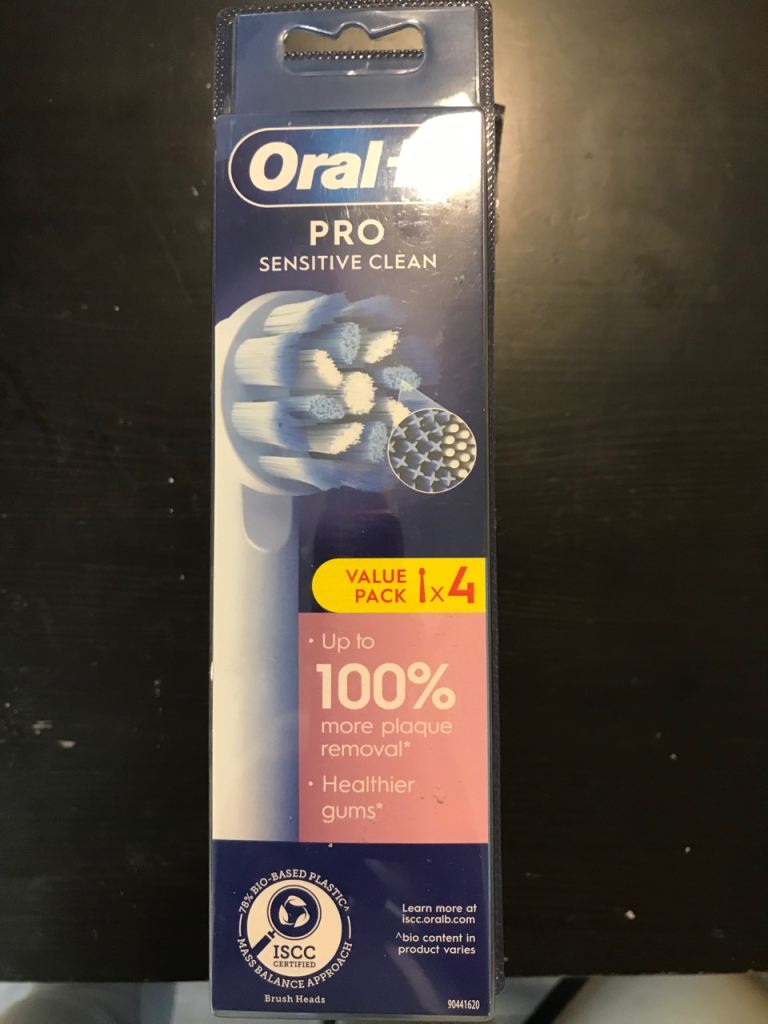 Oral-
PRO
SENSITIVE CLEAN
VALUE
PACK x4
• Up to
100%
more plaque
removal*
• Healthier
gums*
78% BIO-BASED PLASTIC^
ISCC
CERTIFIED
MASS BALANCE APPROACH
Brush Heads
Learn more at
iscc.oralb.com
^bio content in
product varies
90441620